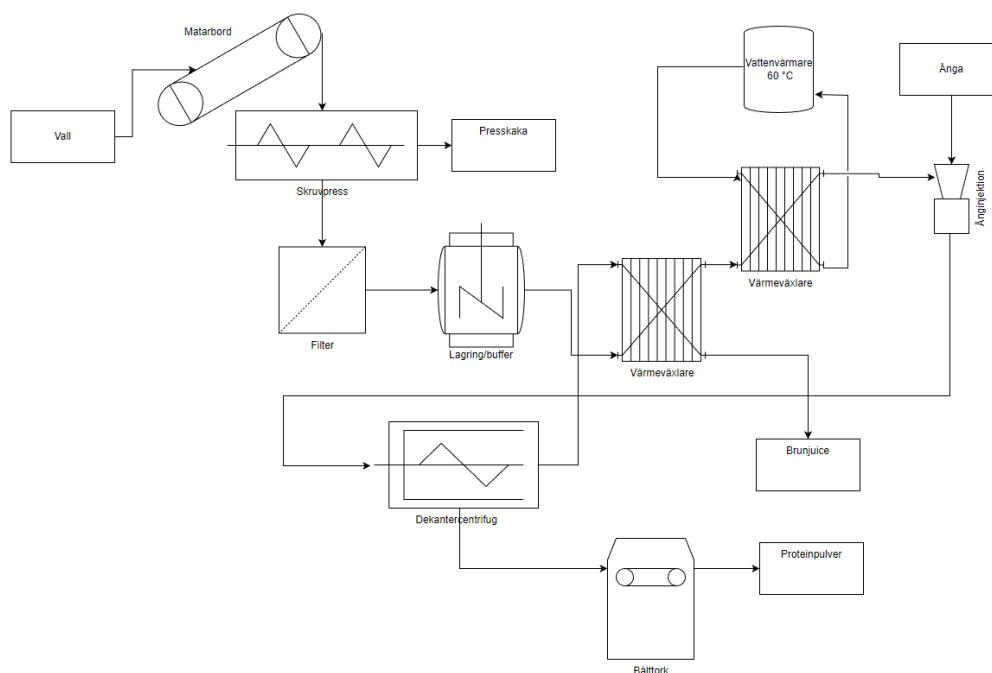 Matarbord
Vattenvärmare
60 °C
Ånga
Vall
Presskaka
Skruvpress
Ånginjektion
Värmeväxlare
Filter
Lagring/buffer
Värmeväxlare
Brunjuice
Dekantercentrifug
Proteinpulver
Bälttork